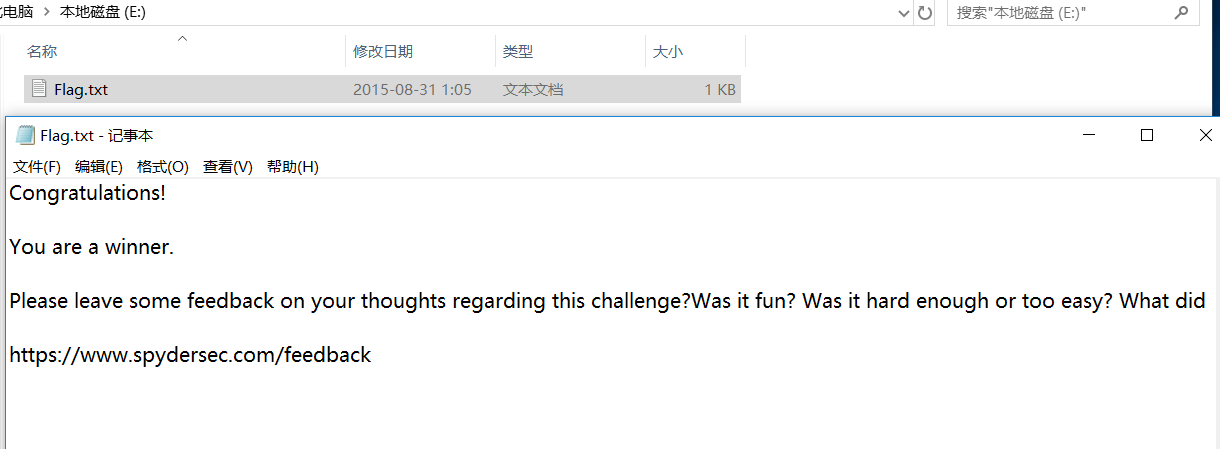 电脑 > 本地磁盘 (E:) 搜索"本地磁盘 (E:)"
名称 修改日期 类型 大小
Flag.txt 2015-08-31 1:05 文本文档 1 KB
Flag.txt - 记事本
文件(F) 编辑(E) 格式(O) 查看(V) 帮助(H)
Congratulations!
You are a winner.
Please leave some feedback on your thoughts regarding this challenge?Was it fun? Was it hard enough or too easy? What did
https://www.spydersec.com/feedback